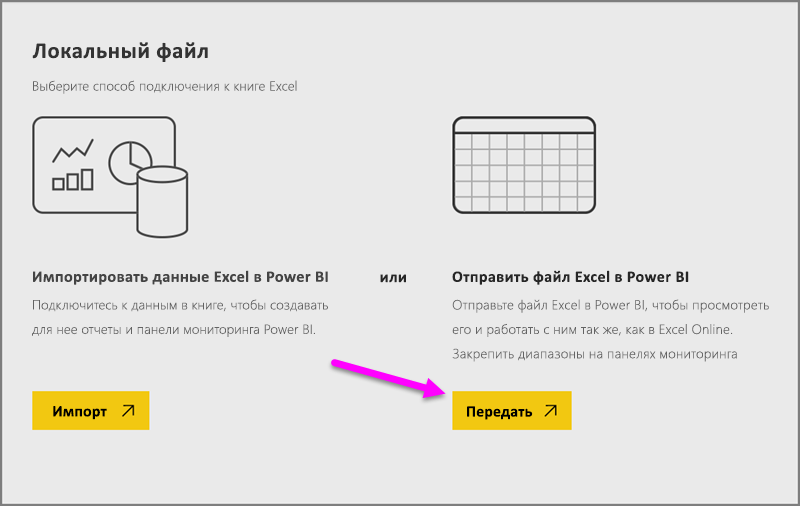 Локальный файл
Выберите способ подключения к книге Excel
Импортировать данные Excel в Power BI
Подключитесь к данным в книге, чтобы создавать
для нее отчеты и панели мониторинга Power BI.
Импорт
или
Отправить файл Excel в Power BI
Отправьте файл Excel в Power BI, чтобы просмотреть
его и работать с ним так же, как в Excel Online.
Закрепить диапазоны на панелях мониторинга
Передать